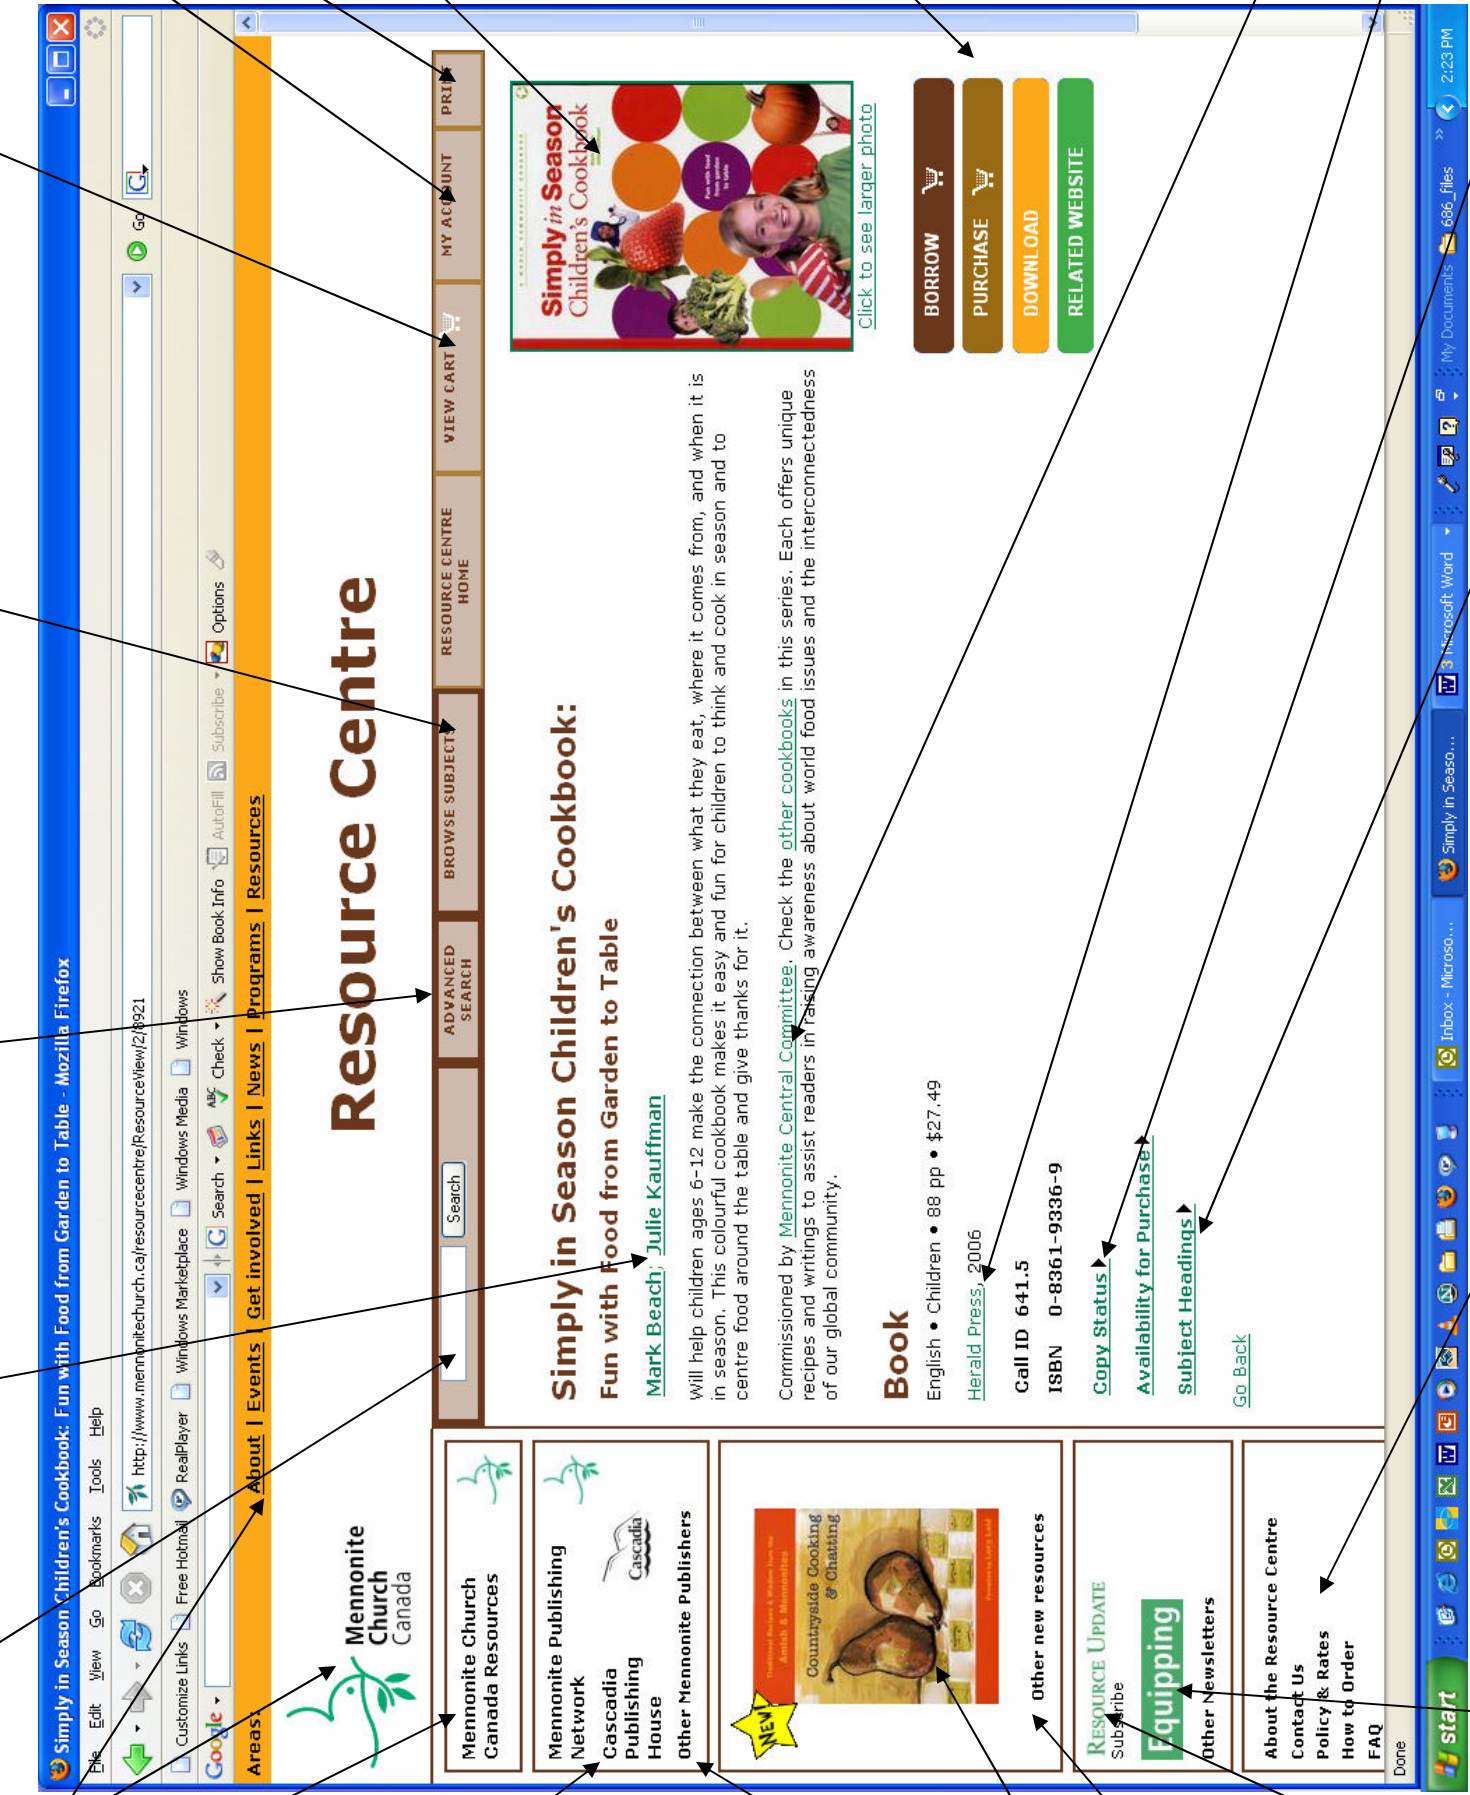 Simply in Season Children's Cookbook: Fun with Food from Garden to Table - Mozilla Firefox
File Edit View Go Bookmarks Tools Help
http://www.mennonitechurch.ca/resourcecentre/ResourceView/2/8921
Go
G
Customize Links Free Hotmail RealPlayer Windows Marketplace Windows Media Windows
Google
G Search
ABC Check
Show Book Info
AutoFill
Subscribe
Options
Areas: About | Events | Get involved | Links | News | Programs | Resources
Mennonite
Church
Canada
Resource Centre
Search
ADVANCED
SEARCH
BROWSE SUBJECTS
RESOURCE CENTRE
HOME
VIEW CART
MY ACCOUNT
PRINT
Mennonite Church
Canada Resources
Mennonite Publishing
Network
Cascadia
Publishing
House
Cascadia
Other Mennonite Publishers
NEW!
Amish & Mennonites
Countryside Cooking
& Chatting
Other new resources
RESOURCE UPDATE
Subscribe
Equipping
Other Newsletters
About the Resource Centre
Contact Us
Policy & Rates
How to Order
FAQ
Simply in Season Children's Cookbook:
Fun with Food from Garden to Table
Mark Beach; Julie Kauffman
Will help children ages 6-12 make the connection between what they eat, where it comes from, and when it is
in season. This colourful cookbook makes it easy and fun for children to think and cook in season and to
centre food around the table and give thanks for it.
Commissioned by Mennonite Central Committee. Check the other cookbooks in this series. Each offers unique
recipes and writings to assist readers in raising awareness about world food issues and the interconnectedness
of our global community.
Book
English • Children • 88 pp • $27.49
Herald Press, 2006
Call ID 641.5
ISBN 0-8361-9336-9
Copy Status
Availability for Purchase
Subject Headings
Go Back
Simply in Season
Children's Cookbook
Fun with food
from garden
to table
Click to see larger photo
BORROW
PURCHASE
DOWNLOAD
RELATED WEBSITE
Done
start
Inbox - Microso...
Simply in Seaso...
3 Microsoft Word
My Documents
686_files
2:23 PM